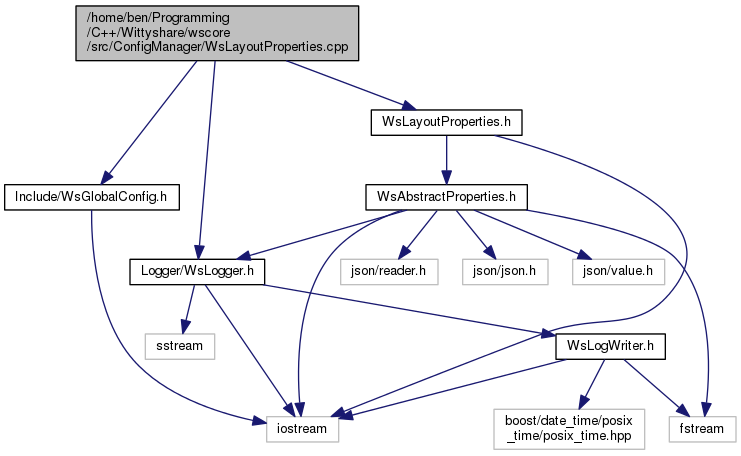 /home/ben/Programming
/C++/Wittyshare/wscore
/src/ConfigManager/WsLayoutProperties.cpp
WsLayoutProperties.h
Include/WsGlobalConfig.h
WsAbstractProperties.h
Logger/WsLogger.h
json/reader.h
json/json.h
json/value.h
sstream
WsLogWriter.h
iostream
boost/date_time/posix
_time/posix_time.hpp
fstream